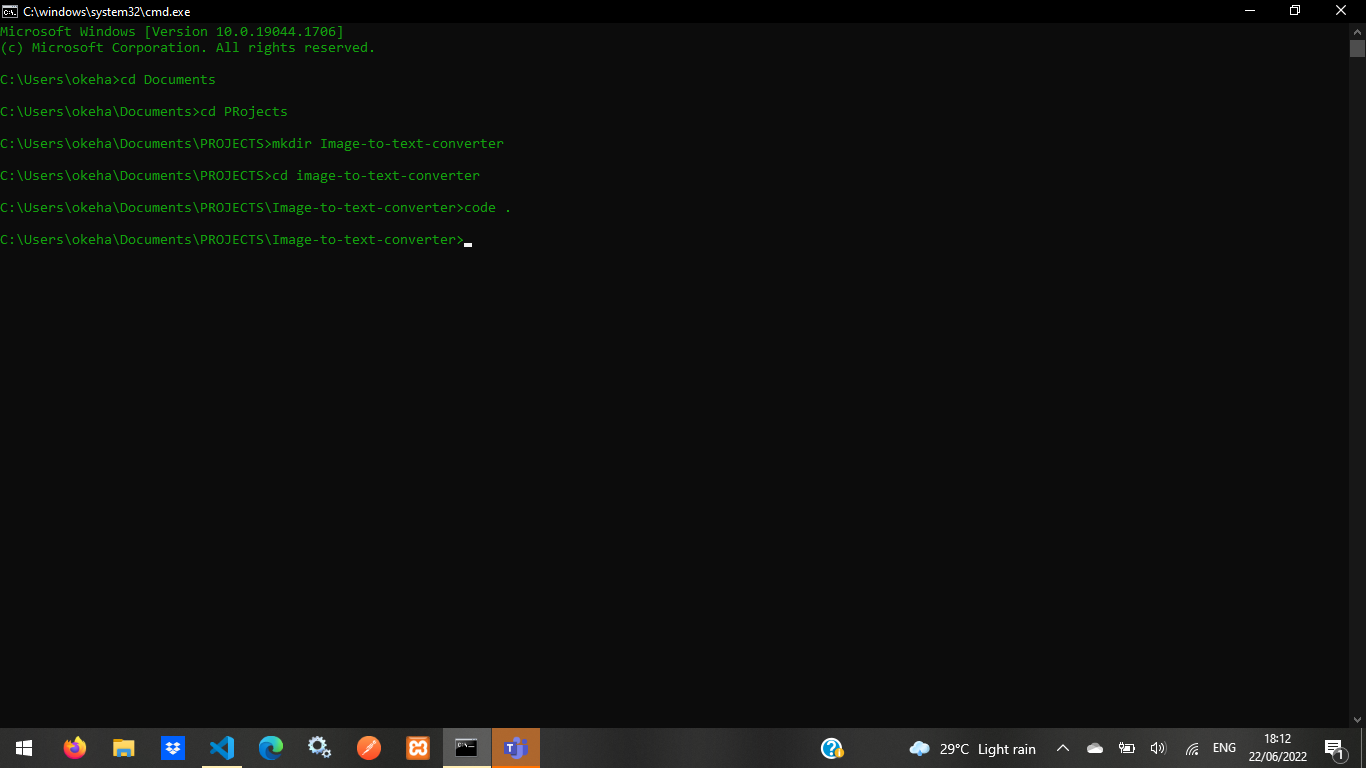 C:\windows\system32\cmd.exe
Microsoft Windows [Version 10.0.19044.1706]
(c) Microsoft Corporation. All rights reserved.
C:\Users\okeha>cd Documents
C:\Users\okeha\Documents>cd PRojects
C:\Users\okeha\Documents\PROJECTS>mkdir Image-to-text-converter
C:\Users\okeha\Documents\PROJECTS>cd image-to-text-converter
C:\Users\okeha\Documents\PROJECTS\Image-to-text-converter>code .
C:\Users\okeha\Documents\PROJECTS\Image-to-text-converter>
29°C Light rain
ENG
18:12
22/06/2022
1